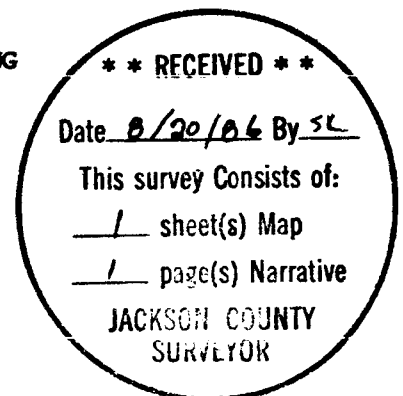 * * RECEIVED * *
Date 8/20/86 By SL
This survey Consists of:
1 sheet(s) Map
1 page(s) Narrative
JACKSON COUNTY
SURVEYOR